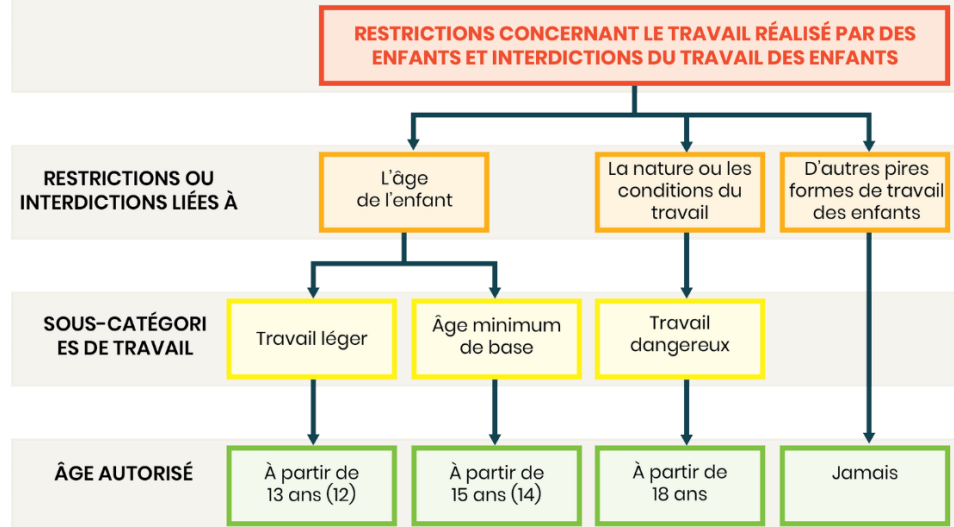 RESTRICTIONS CONCERNANT LE TRAVAIL RÉALISÉ PAR DES
ENFANTS ET INTERDICTIONS DU TRAVAIL DES ENFANTS
RESTRICTIONS OU
INTERDICTIONS LIÉES À
L'âge
de l'enfant
La nature ou les
conditions du
travail
D'autres pires
formes de travail
des enfants
SOUS-CATÉGORI
ES DE TRAVAIL
Travail léger
Âge minimum
de base
Travail
dangereux
ÂGE AUTORISÉ
À partir de
13 ans (12)
À partir de
15 ans (14)
À partir de
18 ans
Jamais